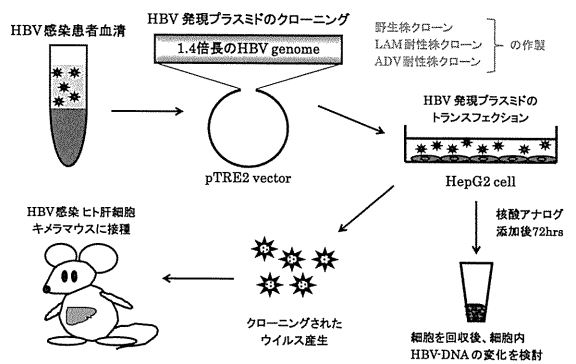 HBV感染患者血清
HBV 発現プラスミドのクローニング
1.4倍長のHBV genome
pTRE2 vector
野生株クローン
LAM耐性株クローン
ADV耐性株クローン
の作製
HBV 発現プラスミドの
トランスフェクション
HepG2 cell
核酸アナログ
添加後72hrs
細胞を回収後、細胞内
HBV-DNAの変化を検討
クローニングされた
ウイルス産生
HBV感染 ヒト肝細胞
キメラマウスに接種